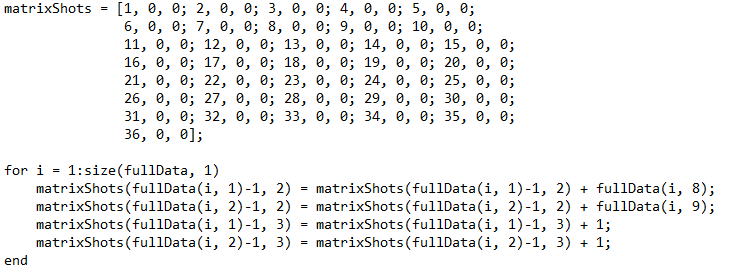 matrixShots = [1, 0, 0; 2, 0, 0; 3, 0, 0; 4, 0, 0; 5, 0, 0;
6, 0, 0; 7, 0, 0; 8, 0, 0; 9, 0, 0; 10, 0, 0;
11, 0, 0; 12, 0, 0; 13, 0, 0; 14, 0, 0; 15, 0, 0;
16, 0, 0; 17, 0, 0; 18, 0, 0; 19, 0, 0; 20, 0, 0;
21, 0, 0; 22, 0, 0; 23, 0, 0; 24, 0, 0; 25, 0, 0;
26, 0, 0; 27, 0, 0; 28, 0, 0; 29, 0, 0; 30, 0, 0;
31, 0, 0; 32, 0, 0; 33, 0, 0; 34, 0, 0; 35, 0, 0;
36, 0, 0];
for i = 1:size(fullData, 1)
matrixShots(fullData(i, 1)-1, 2) = matrixShots(fullData(i, 1)-1, 2) + fullData(i, 8);
matrixShots(fullData(i, 2)-1, 2) = matrixShots(fullData(i, 2)-1, 2) + fullData(i, 9);
matrixShots(fullData(i, 1)-1, 3) = matrixShots(fullData(i, 1)-1, 3) + 1;
matrixShots(fullData(i, 2)-1, 3) = matrixShots(fullData(i, 2)-1, 3) + 1;
end